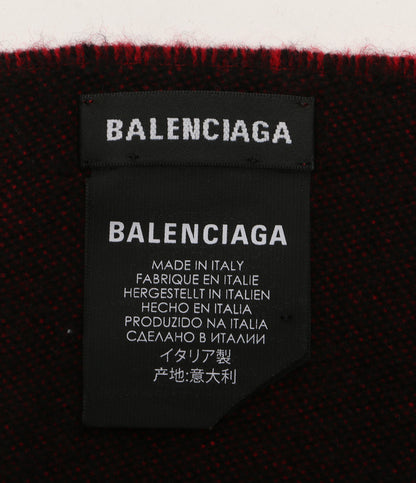 BALENCIAGA
BALENCIAGA
MADE IN ITALY
FABRIQUE EN ITALIE
HERGESTELLT IN ITALIEN
HECHO EN ITALIA
PRODUZIDO NA ITALIA
СДЕЛАНО В ИТАЛИИ
イタリア製
产地:意大利